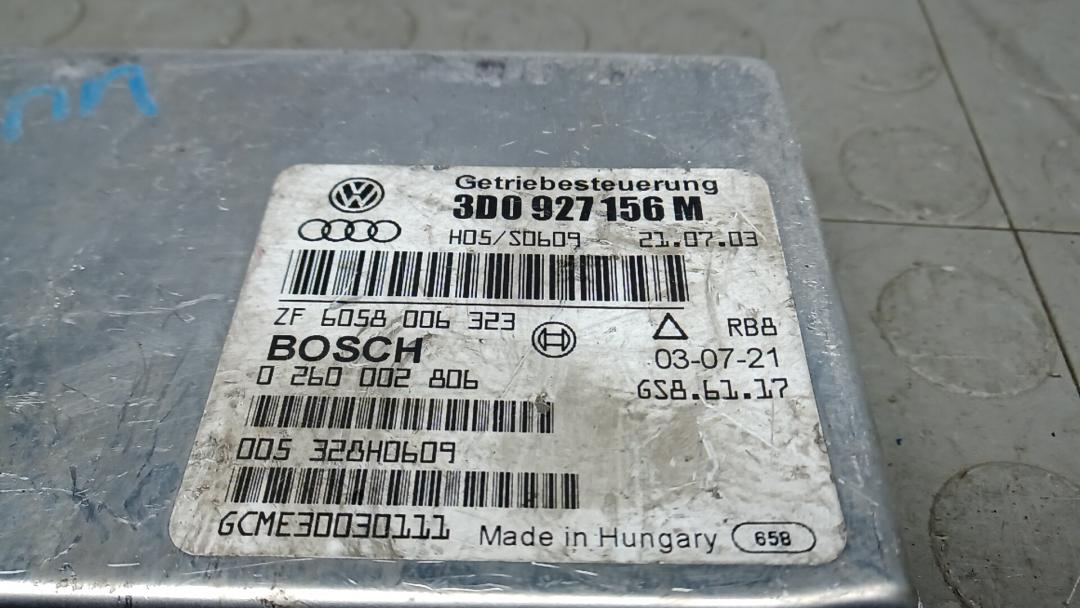 Getriebesteuerung
3D0 927 156 M
H05/S0609 21.07.03
ZF 6058 006 323
RB8
BOSCH
03-07-21
0 260 002 806
GS8.61.17
005 328H0609
GCME30030111
Made in Hungary 658